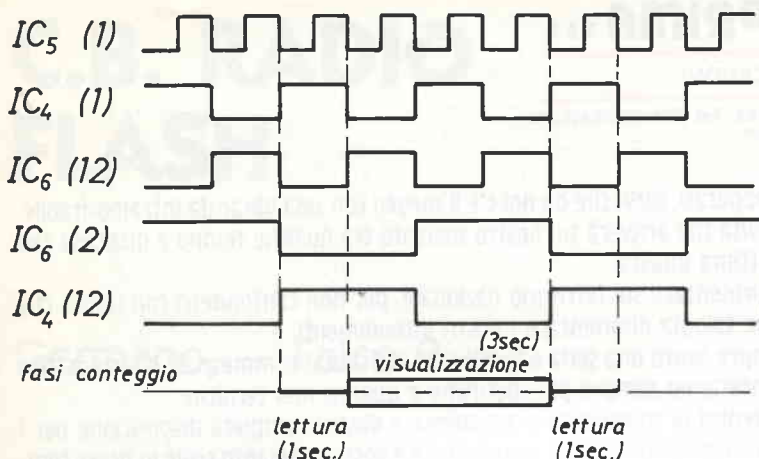 IC5 (1)
IC4 (1)
IC6 (12)
IC6 (2)
IC4 (12)
(3sec)
visualizzazione
fasi conteggio
lettura
(1sec.)
lettura
(1sec.)